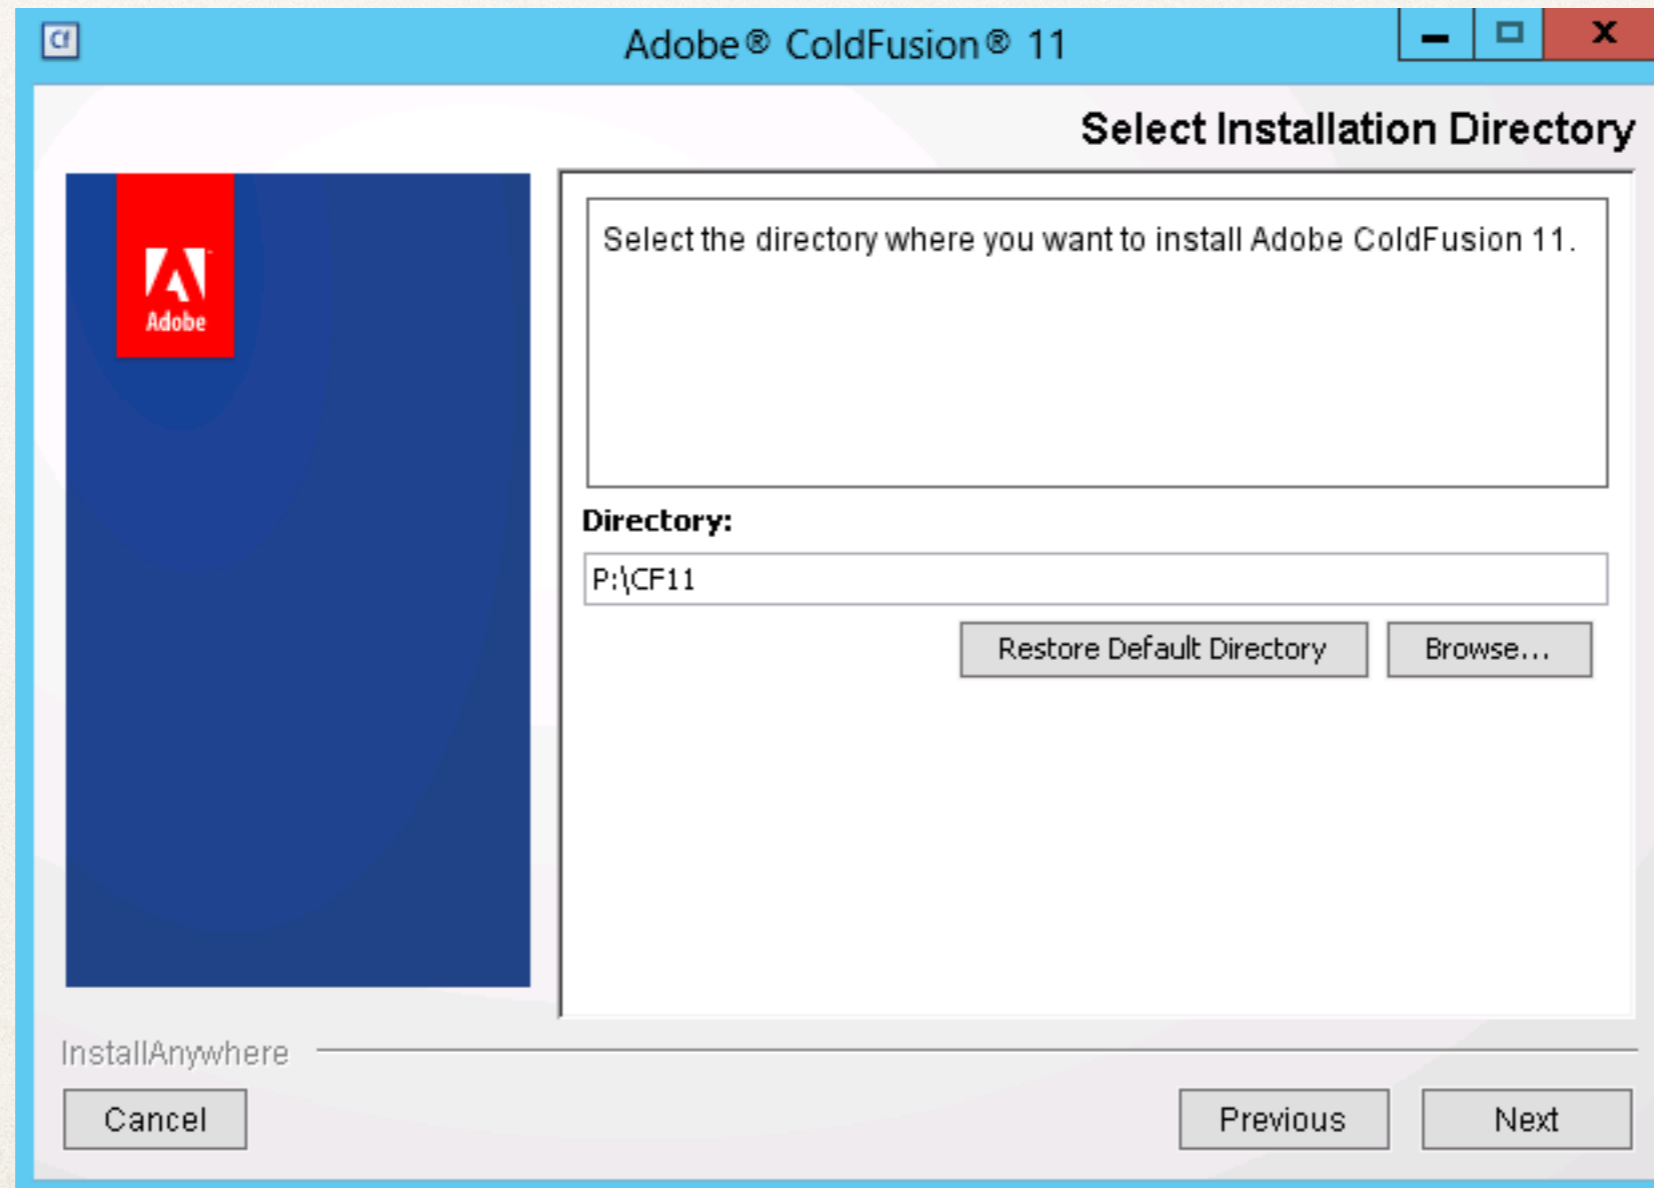 Cf
Adobe® ColdFusion® 11
Select Installation Directory
Adobe
Select the directory where you want to install Adobe ColdFusion 11.
Directory:
P:\CF11
Restore Default Directory
Browse...
InstallAnywhere
Cancel
Previous
Next